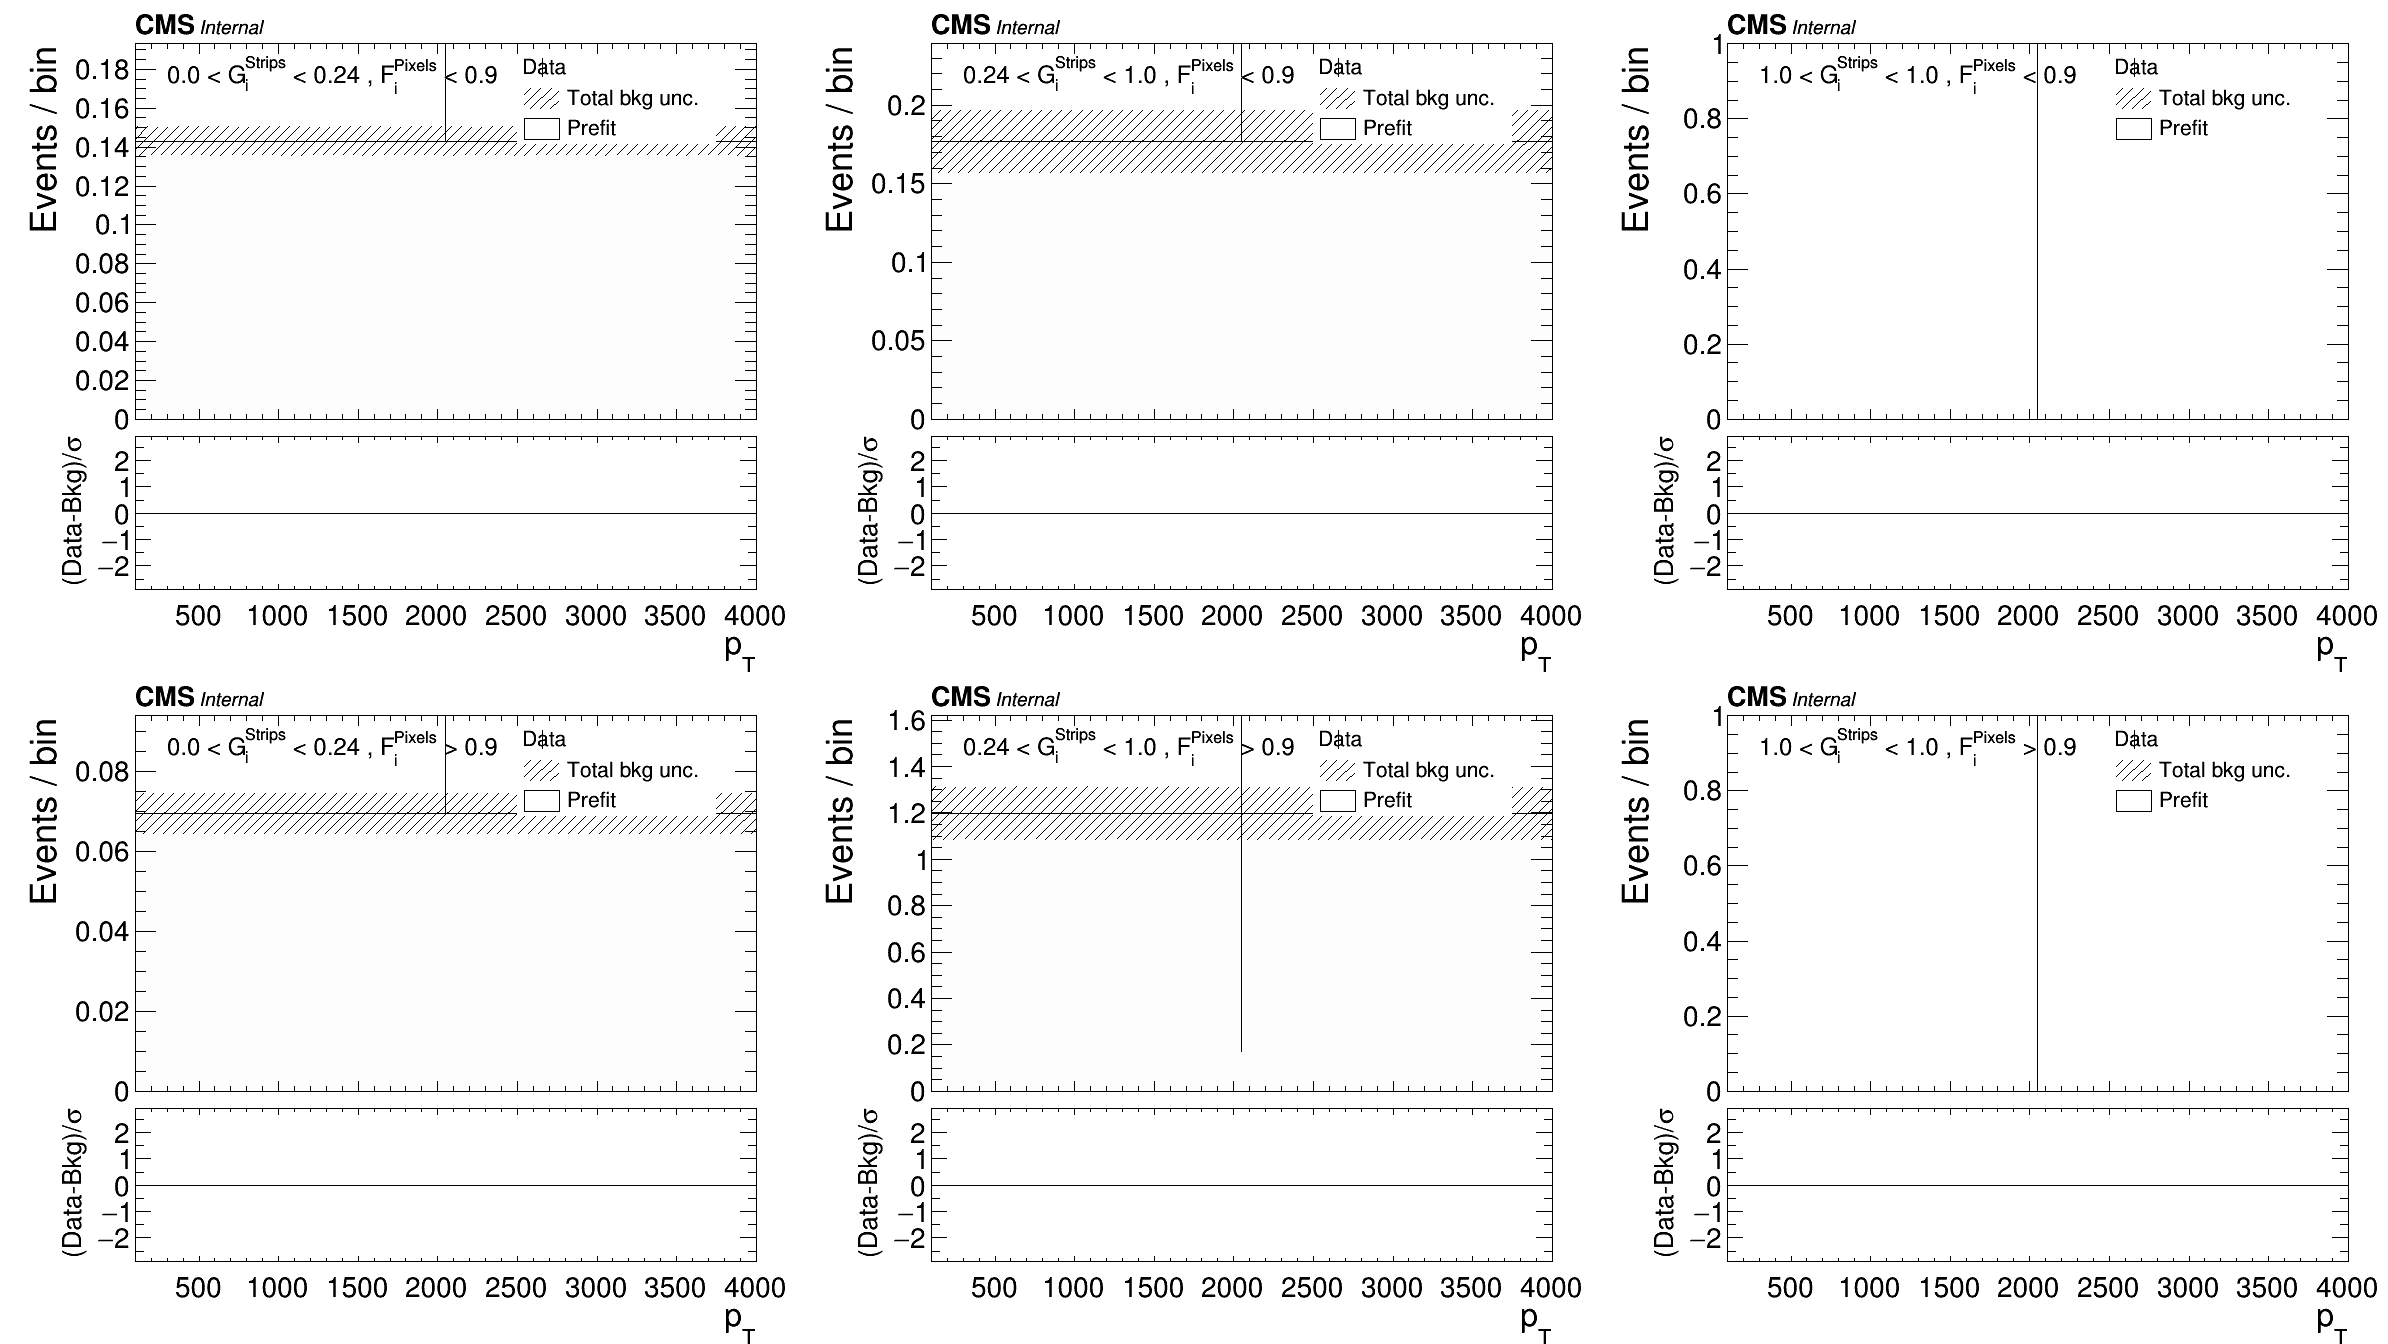 CMS Internal
Events / bin
0.0 < G_i^Strips < 0.24 , F_i^Pixels < 0.9
Data
Total bkg unc.
Prefit
0.18
0.16
0.14
0.12
0.1
0.08
0.06
0.04
0.02
0
(Data-Bkg)/σ
2
1
0
−1
−2
500 1000 1500 2000 2500 3000 3500 4000
p_T
CMS Internal
Events / bin
0.24 < G_i^Strips < 1.0 , F_i^Pixels < 0.9
Data
Total bkg unc.
Prefit
0.2
0.15
0.1
0.05
0
(Data-Bkg)/σ
2
1
0
−1
−2
500 1000 1500 2000 2500 3000 3500 4000
p_T
CMS Internal
Events / bin
1.0 < G_i^Strips < 1.0 , F_i^Pixels < 0.9
Data
Total bkg unc.
Prefit
1
0.8
0.6
0.4
0.2
0
(Data-Bkg)/σ
2
1
0
−1
−2
500 1000 1500 2000 2500 3000 3500 4000
p_T
CMS Internal
Events / bin
0.0 < G_i^Strips < 0.24 , F_i^Pixels > 0.9
Data
Total bkg unc.
Prefit
0.08
0.06
0.04
0.02
0
(Data-Bkg)/σ
2
1
0
−1
−2
500 1000 1500 2000 2500 3000 3500 4000
p_T
CMS Internal
Events / bin
0.24 < G_i^Strips < 1.0 , F_i^Pixels > 0.9
Data
Total bkg unc.
Prefit
1.6
1.4
1.2
1
0.8
0.6
0.4
0.2
0
(Data-Bkg)/σ
2
1
0
−1
−2
500 1000 1500 2000 2500 3000 3500 4000
p_T
CMS Internal
Events / bin
1.0 < G_i^Strips < 1.0 , F_i^Pixels > 0.9
Data
Total bkg unc.
Prefit
1
0.8
0.6
0.4
0.2
0
(Data-Bkg)/σ
2
1
0
−1
−2
500 1000 1500 2000 2500 3000 3500 4000
p_T